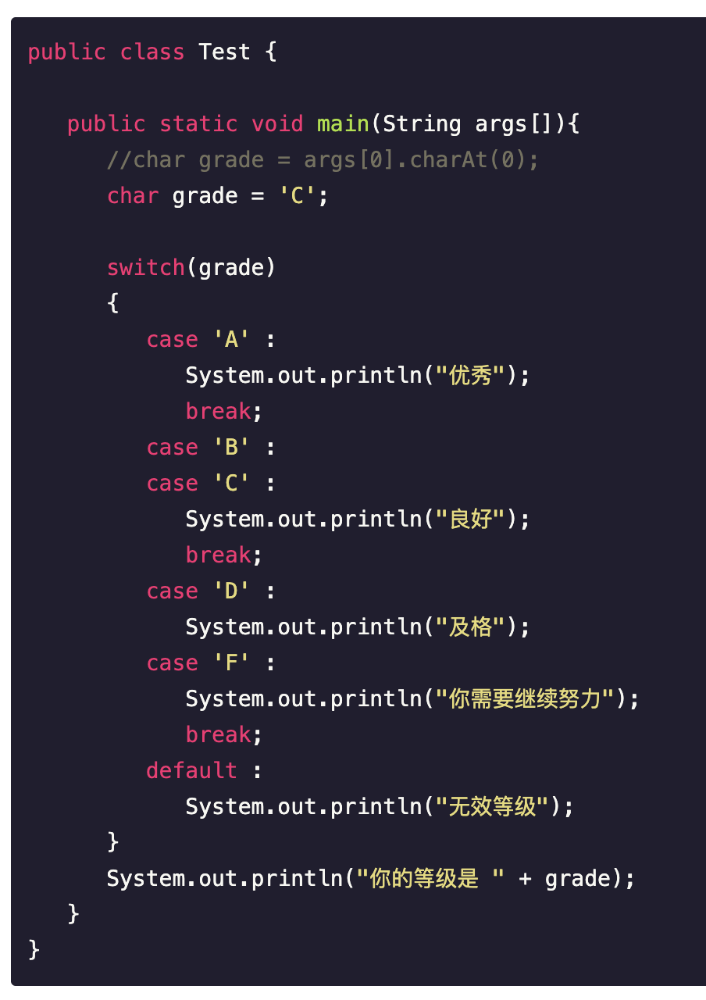 public class Test {
public static void main(String args[]){
//char grade = args[0].charAt(0);
char grade = 'C';
switch(grade)
{
case 'A' :
System.out.println("优秀");
break;
case 'B' :
case 'C' :
System.out.println("良好");
break;
case 'D' :
System.out.println("及格");
case 'F' :
System.out.println("你需要继续努力");
break;
default :
System.out.println("无效等级");
}
System.out.println("你的等级是 " + grade);
}
}